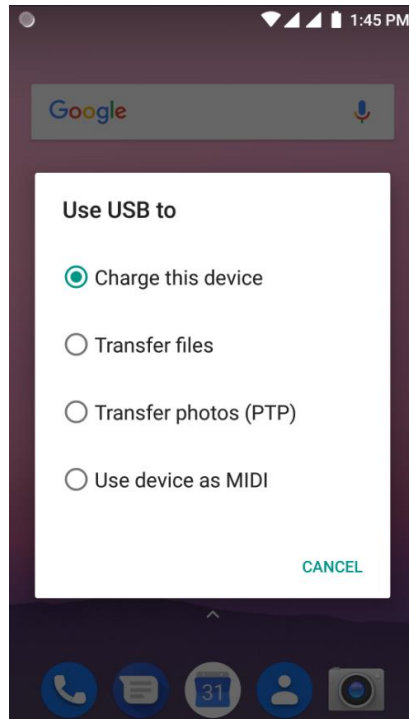 1:45 PM
Google
Use USB to
Charge this device
Transfer files
Transfer photos (PTP)
Use device as MIDI
CANCEL
31